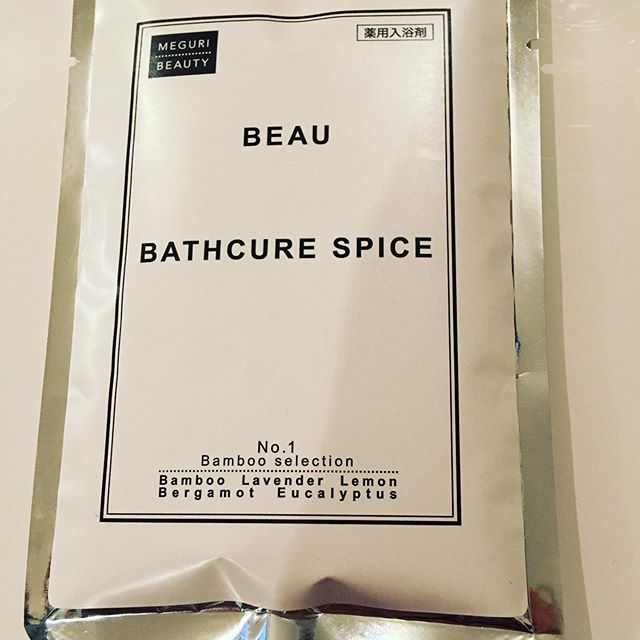 MEGURI
BEAUTY
薬用入浴剤
BEAU
BATHCURE SPICE
No.1
Bamboo selection
Bamboo Lavender Lemon
Bergamot Eucalyptus